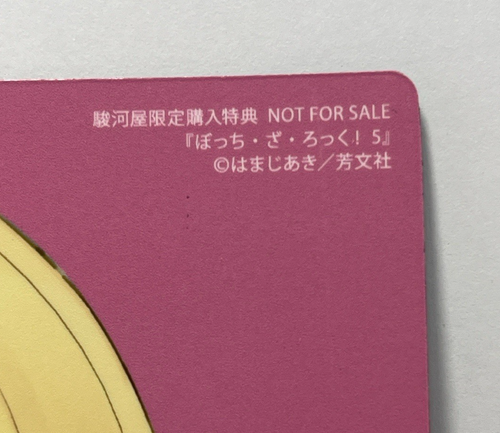 駿河屋限定購入特典 NOT FOR SALE
『ぼっち・ざ・ろっく! 5』
©はまじあき／芳文社